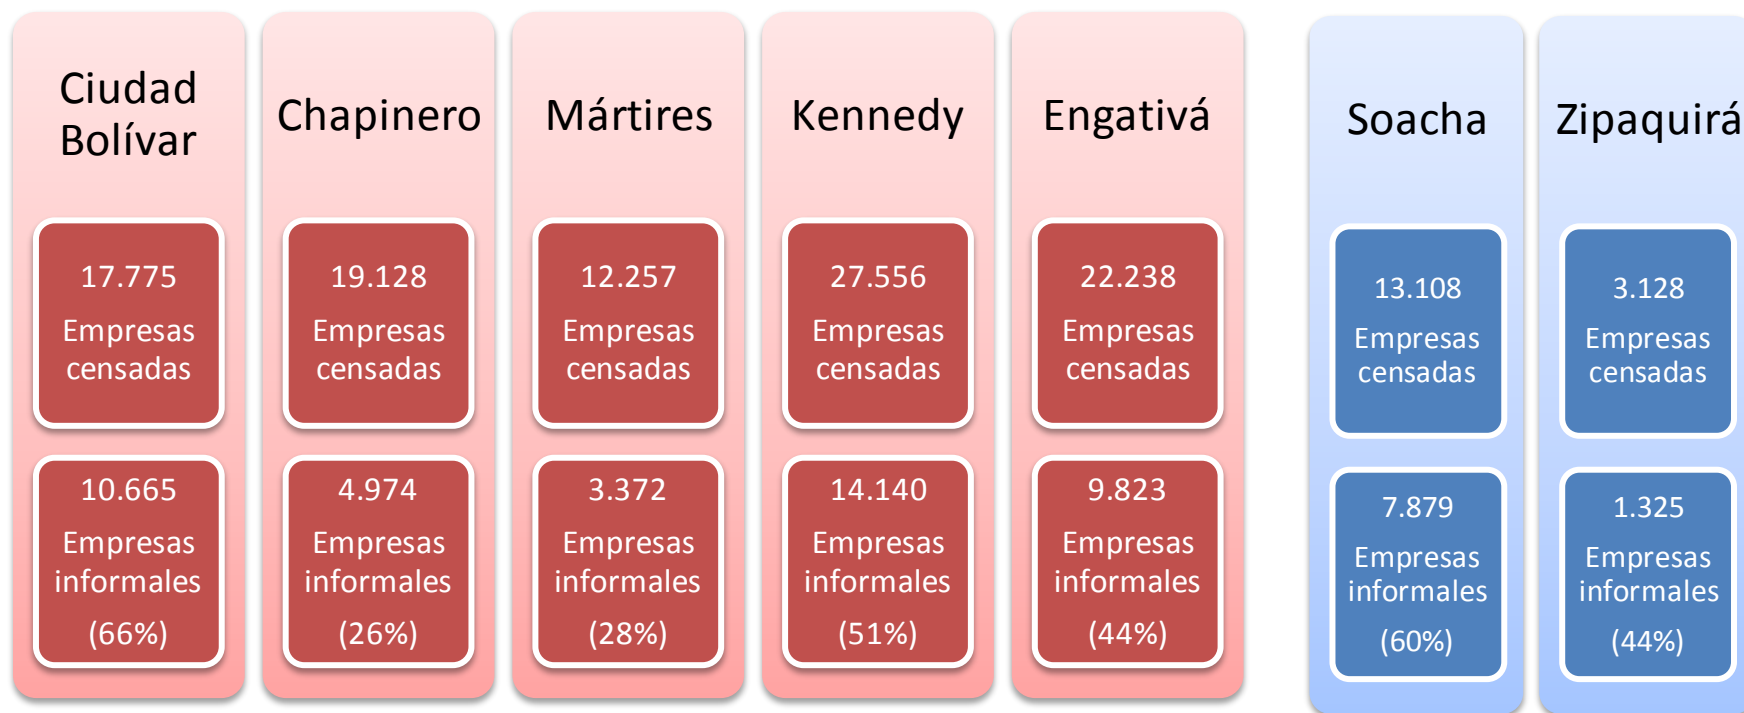 Ciudad
Bolívar
17.775
Empresas
censadas
10.665
Empresas
informales
(66%)
Chapinero
19.128
Empresas
censadas
4.974
Empresas
informales
(26%)
Mártires
12.257
Empresas
censadas
3.372
Empresas
informales
(28%)
Kennedy
27.556
Empresas
censadas
14.140
Empresas
informales
(51%)
Engativá
22.238
Empresas
censadas
9.823
Empresas
informales
(44%)
Soacha
13.108
Empresas
censadas
7.879
Empresas
informales
(60%)
Zipaquirá
3.128
Empresas
censadas
1.325
Empresas
informales
(44%)